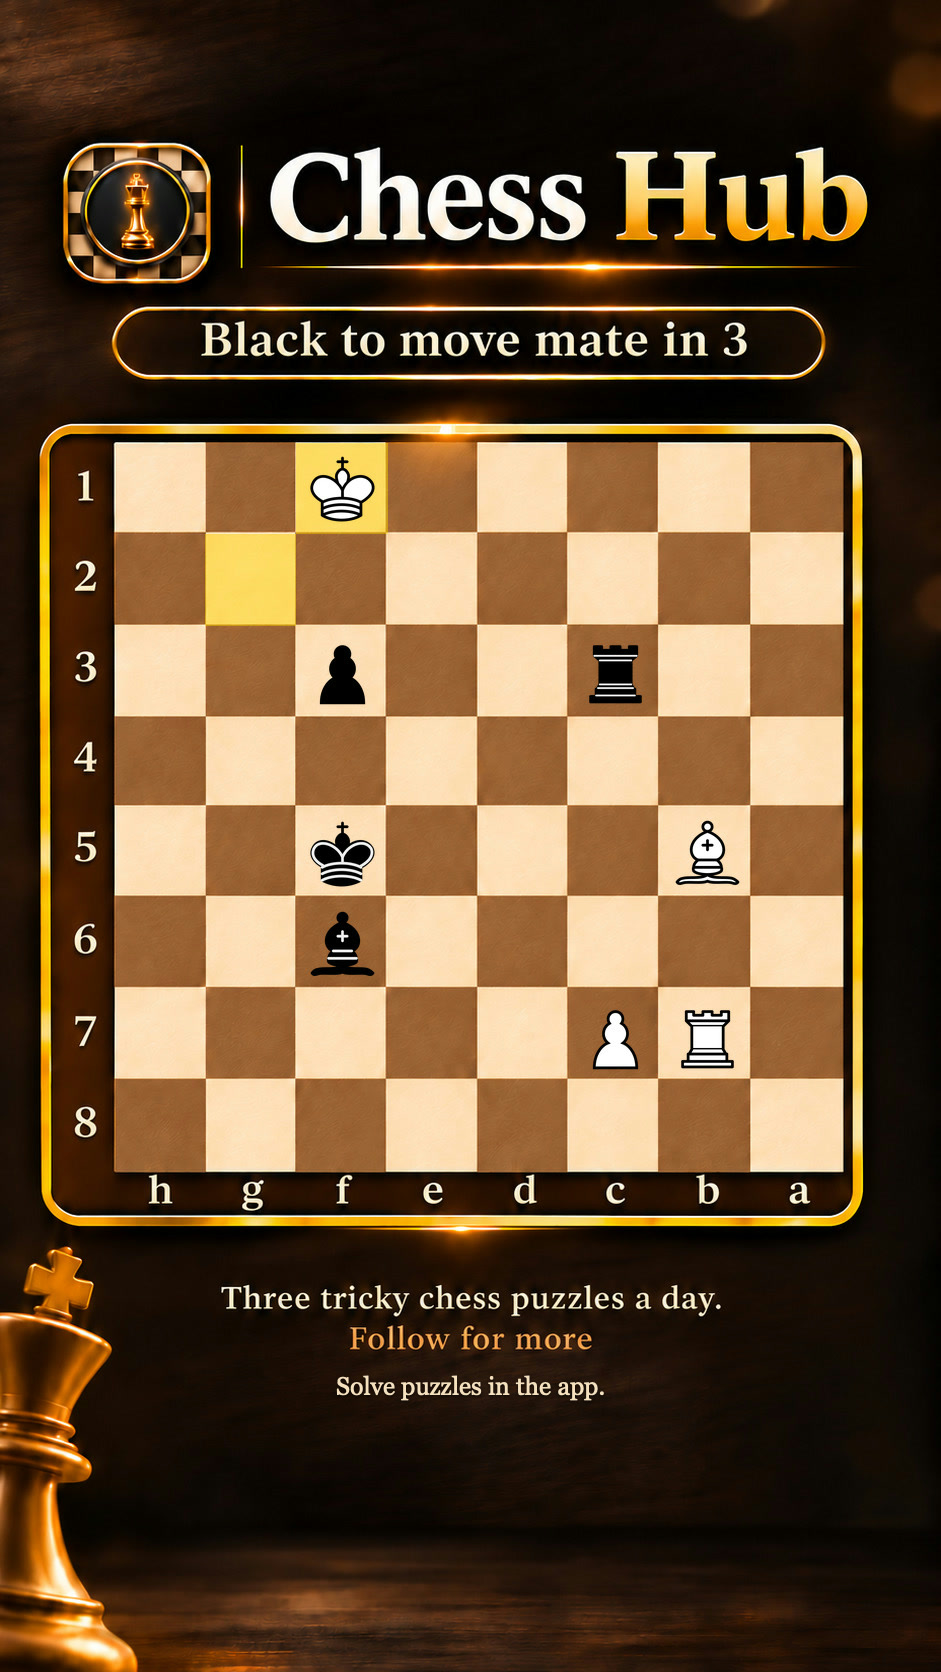 Chess Hub
Black to move mate in 3
1
2
3
4
5
6
7
8
h g f e d c b a
Three tricky chess puzzles a day.
Follow for more
Solve puzzles in the app.